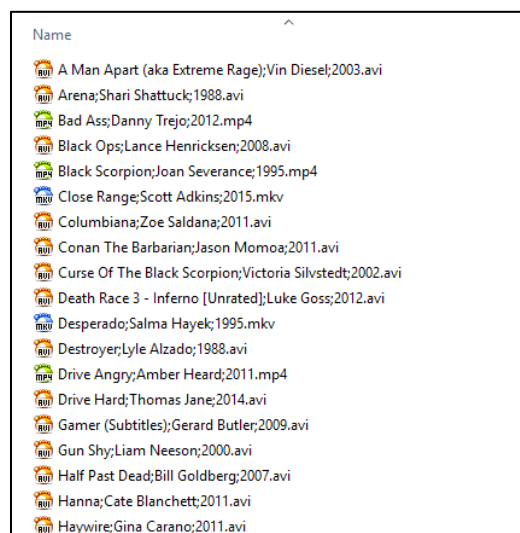 Name
A Man Apart (aka Extreme Rage);Vin Diesel;2003.avi
Arena;Shari Shattuck;1988.avi
Bad Ass;Danny Trejo;2012.mp4
Black Ops;Lance Henricksen;2008.avi
Black Scorpion;Joan Severance;1995.mp4
Close Range;Scott Adkins;2015.mkv
Columbiana;Zoe Saldana;2011.avi
Conan The Barbarian;Jason Momoa;2011.avi
Curse Of The Black Scorpion;Victoria Silvstedt;2002.avi
Death Race 3 - Inferno [Unrated];Luke Goss;2012.avi
Desperado;Salma Hayek;1995.mkv
Destroyer;Lyle Alzado;1988.avi
Drive Angry;Amber Heard;2011.mp4
Drive Hard;Thomas Jane;2014.avi
Gamer (Subtitles);Gerard Butler;2009.avi
Gun Shy;Liam Neeson;2000.avi
Half Past Dead;Bill Goldberg;2007.avi
Hanna;Cate Blanchett;2011.avi
Haywire;Gina Carano;2011.avi